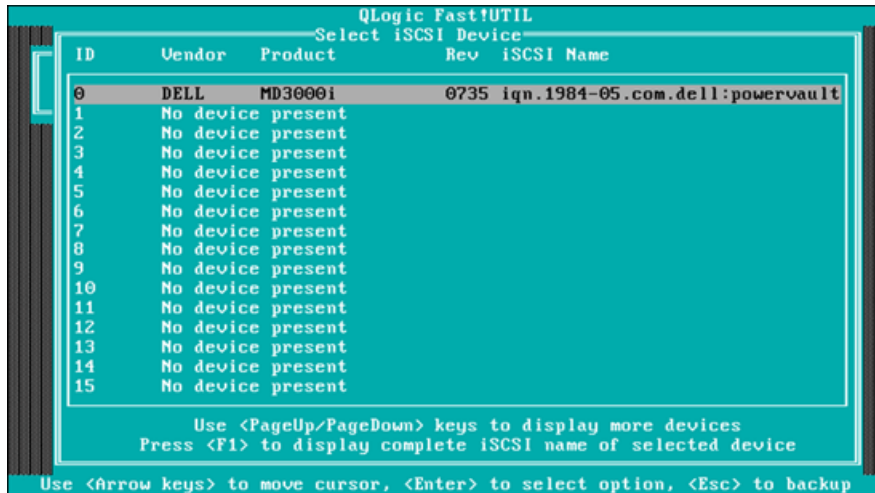 QLogic Fast!UTIL
Select iSCSI Device
ID Vendor Product Rev iSCSI Name
0 DELL MD3000i 0735 iqn.1984-05.com.dell:powervault
1 No device present
2 No device present
3 No device present
4 No device present
5 No device present
6 No device present
7 No device present
8 No device present
9 No device present
10 No device present
11 No device present
12 No device present
13 No device present
14 No device present
15 No device present
Use <PageUp/PageDown> keys to display more devices
Press <F1> to display complete iSCSI name of selected device
Use <Arrow keys> to move cursor, <Enter> to select option, <Esc> to backup